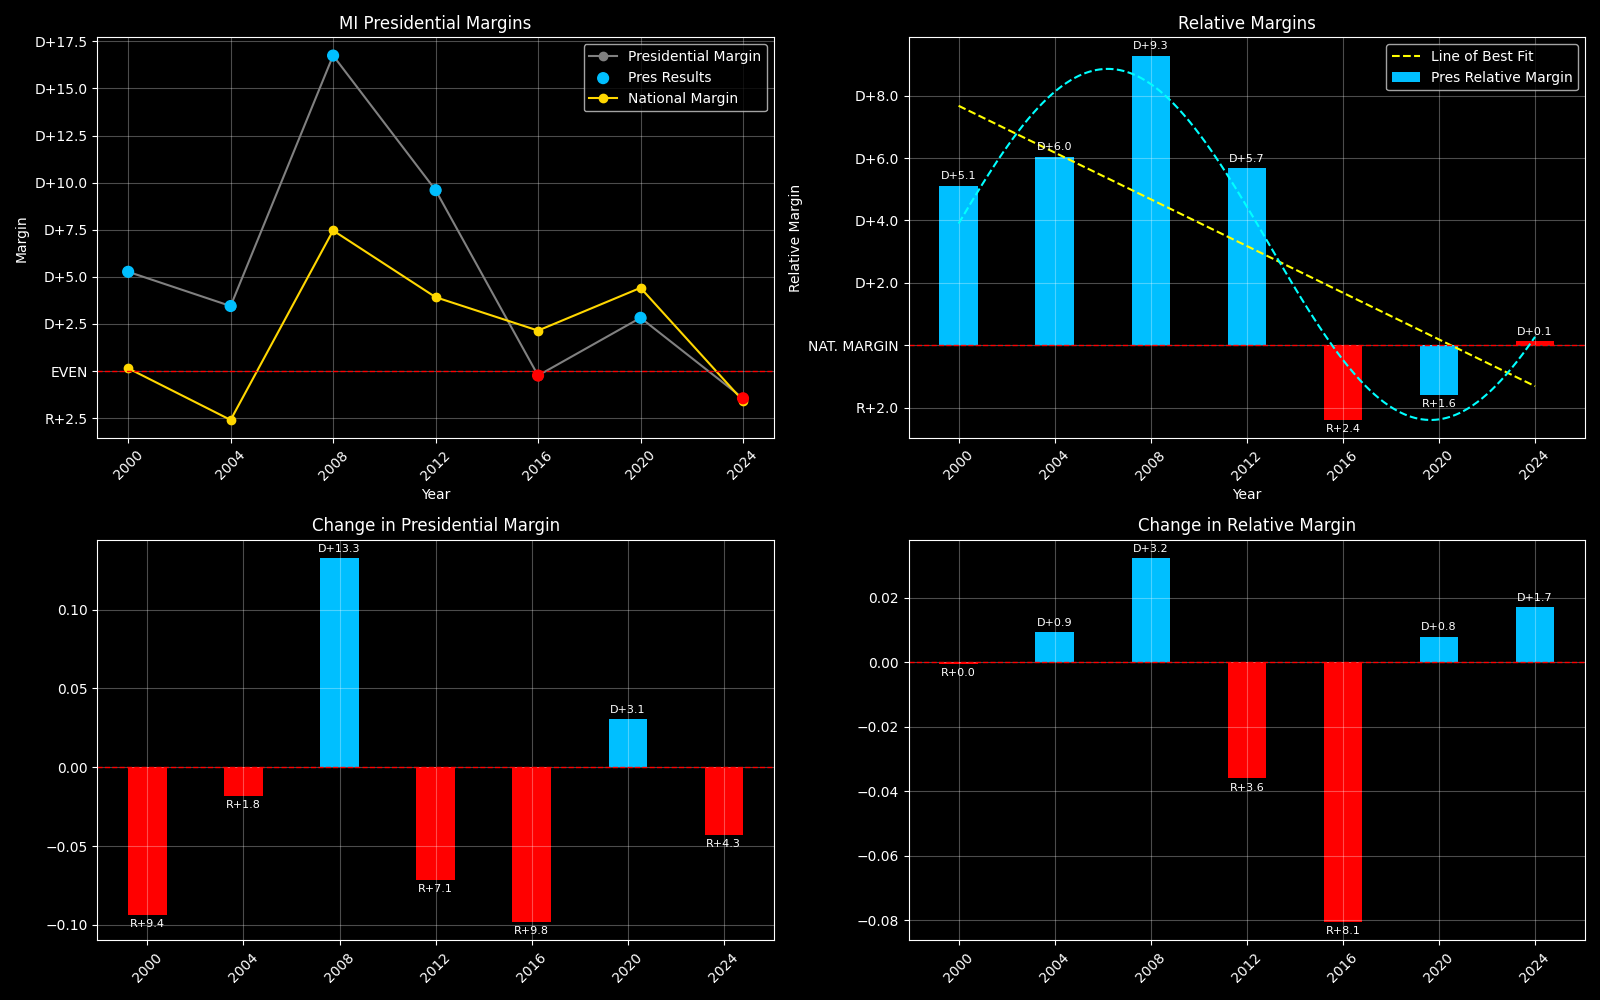 MI Presidential Margins
D+17.5
D+15.0
D+12.5
D+10.0
D+7.5
D+5.0
D+2.5
EVEN
R+2.5
Margin
Presidential Margin
Pres Results
National Margin
2000
2004
2008
2012
2016
2020
2024
Year
Relative Margins
D+8.0
D+6.0
D+4.0
D+2.0
NAT. MARGIN
R+2.0
Relative Margin
Line of Best Fit
Pres Relative Margin
D+5.1
D+6.0
D+9.3
D+5.7
R+2.4
R+1.6
D+0.1
2000
2004
2008
2012
2016
2020
2024
Year
Change in Presidential Margin
0.10
0.05
0.00
−0.05
−0.10
R+9.4
R+1.8
D+13.3
R+7.1
R+9.8
D+3.1
R+4.3
2000
2004
2008
2012
2016
2020
2024
Change in Relative Margin
0.02
0.00
−0.02
−0.04
−0.06
−0.08
R+0.0
D+0.9
D+3.2
R+3.6
R+8.1
D+0.8
D+1.7
2000
2004
2008
2012
2016
2020
2024